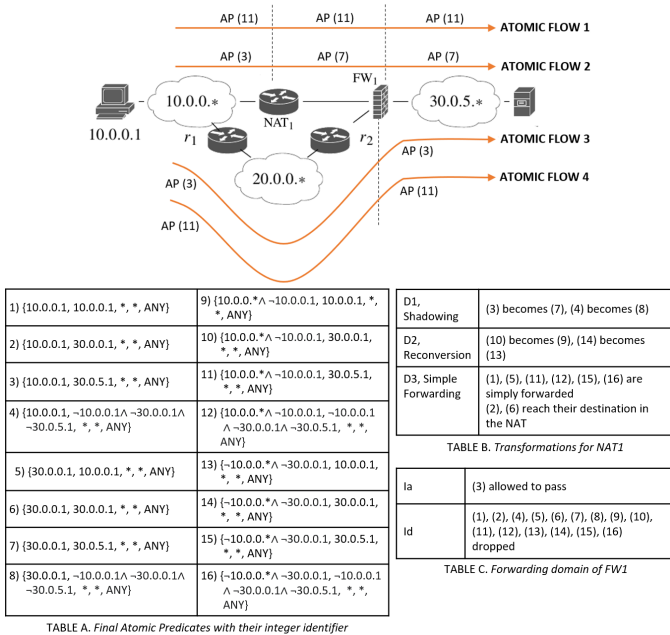 AP (11) AP (11) AP (11) ATOMIC FLOW 1
AP (3) AP (7) AP (7) ATOMIC FLOW 2
FW1
10.0.0.* 30.0.5.*
10.0.0.1 NAT1
r1 r2
20.0.0.*
ATOMIC FLOW 3
AP (3)
AP (3) ATOMIC FLOW 4
AP (11)
AP (11)
1) {10.0.0.1, 10.0.0.1, *, *, ANY}
2) {10.0.0.1, 30.0.0.1, *, *, ANY}
3) {10.0.0.1, 30.0.5.1, *, *, ANY}
4) {10.0.0.1, ¬10.0.0.1∧ ¬30.0.0.1∧
¬30.0.5.1, *, *, ANY}
5) {30.0.0.1, 10.0.0.1, *, *, ANY}
6) {30.0.0.1, 30.0.0.1, *, *, ANY}
7) {30.0.0.1, 30.0.5.1, *, *, ANY}
8) {30.0.0.1, ¬10.0.0.1∧ ¬30.0.0.1∧
¬30.0.5.1, *, *, ANY}
9) {10.0.0.*∧ ¬10.0.0.1, 10.0.0.1, *,
*, ANY}
10) {10.0.0.*∧ ¬10.0.0.1, 30.0.0.1,
*, *, ANY}
11) {10.0.0.*∧ ¬10.0.0.1, 30.0.5.1,
*, *, ANY}
12) {10.0.0.*∧ ¬10.0.0.1, ¬10.0.0.1
∧ ¬30.0.0.1∧ ¬30.0.5.1, *, *,
ANY}
13) {¬10.0.0.*∧ ¬30.0.0.1, 10.0.0.1,
*, *, ANY}
14) {¬10.0.0.*∧ ¬30.0.0.1, 30.0.0.1,
*, *, ANY}
15) {¬10.0.0.*∧ ¬30.0.0.1, 30.0.5.1,
*, *, ANY}
16) {¬10.0.0.*∧ ¬30.0.0.1, ¬10.0.0.1
∧ ¬30.0.0.1∧ ¬30.0.5.1, *, *,
ANY}
TABLE A. Final Atomic Predicates with their integer identifier
D1,
Shadowing
(3) becomes (7), (4) becomes (8)
D2,
Reconversion
(10) becomes (9), (14) becomes
(13)
D3, Simple
Forwarding
(1), (5), (11), (12), (15), (16) are
simply forwarded
(2), (6) reach their destination in
the NAT
TABLE B. Transformations for NAT1
Ia (3) allowed to pass
Id
(1), (2), (4), (5), (6), (7), (8), (9), (10),
(11), (12), (13), (14), (15), (16)
dropped
TABLE C. Forwarding domain of FW1